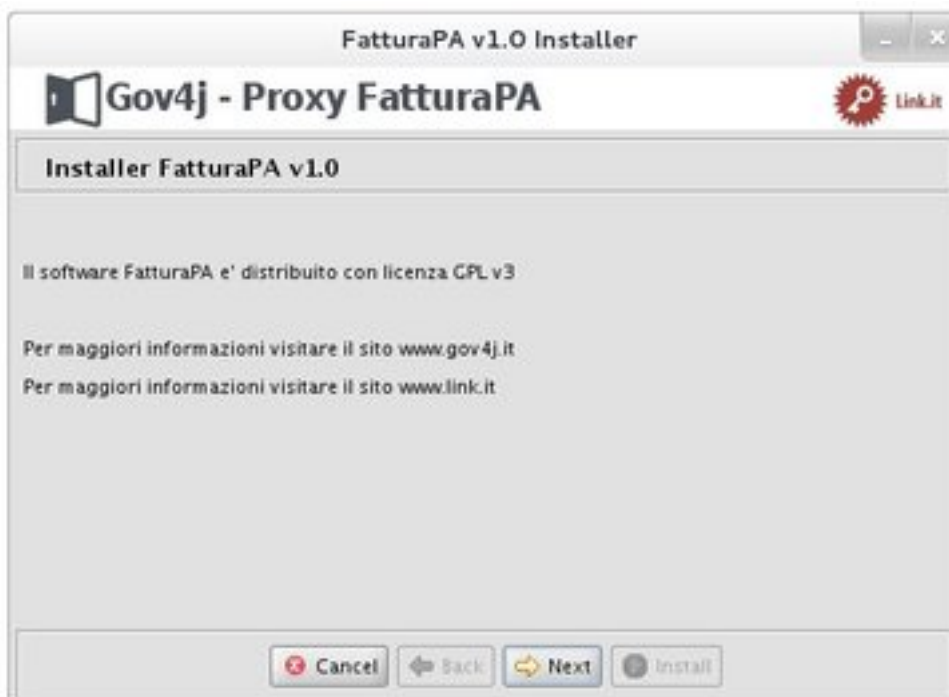 FatturaPA v1.0 Installer
Gov4j - Proxy FatturaPA
Link.it
Installer FatturaPA v1.0
Il software FatturaPA e' distribuito con licenza GPL v3
Per maggiori informazioni visitare il sito www.gov4j.it
Per maggiori informazioni visitare il sito www.link.it
Cancel Back Next Install